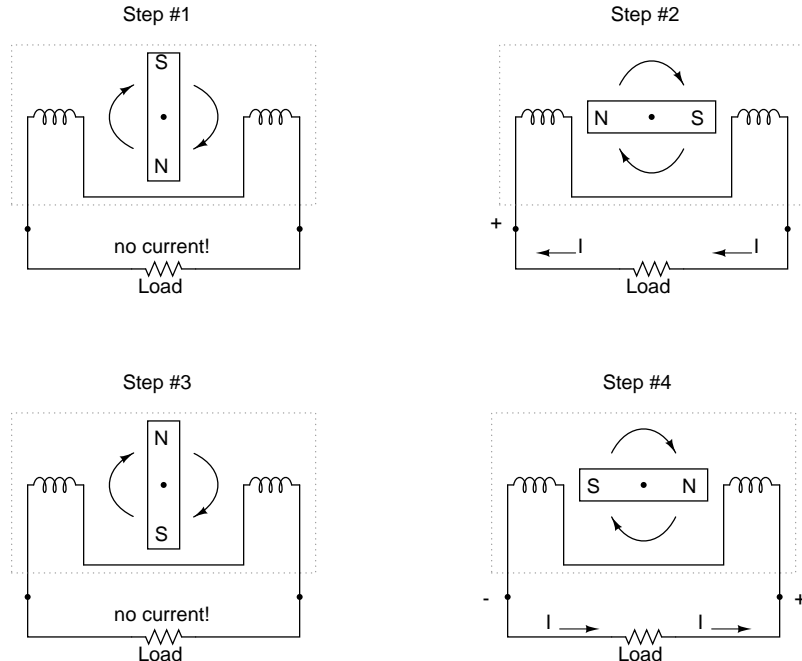 Step #1
S
N
no current!
Load
Step #2
N S
+
I I
Load
Step #3
N
S
no current!
Load
Step #4
S N
- +
I I
Load